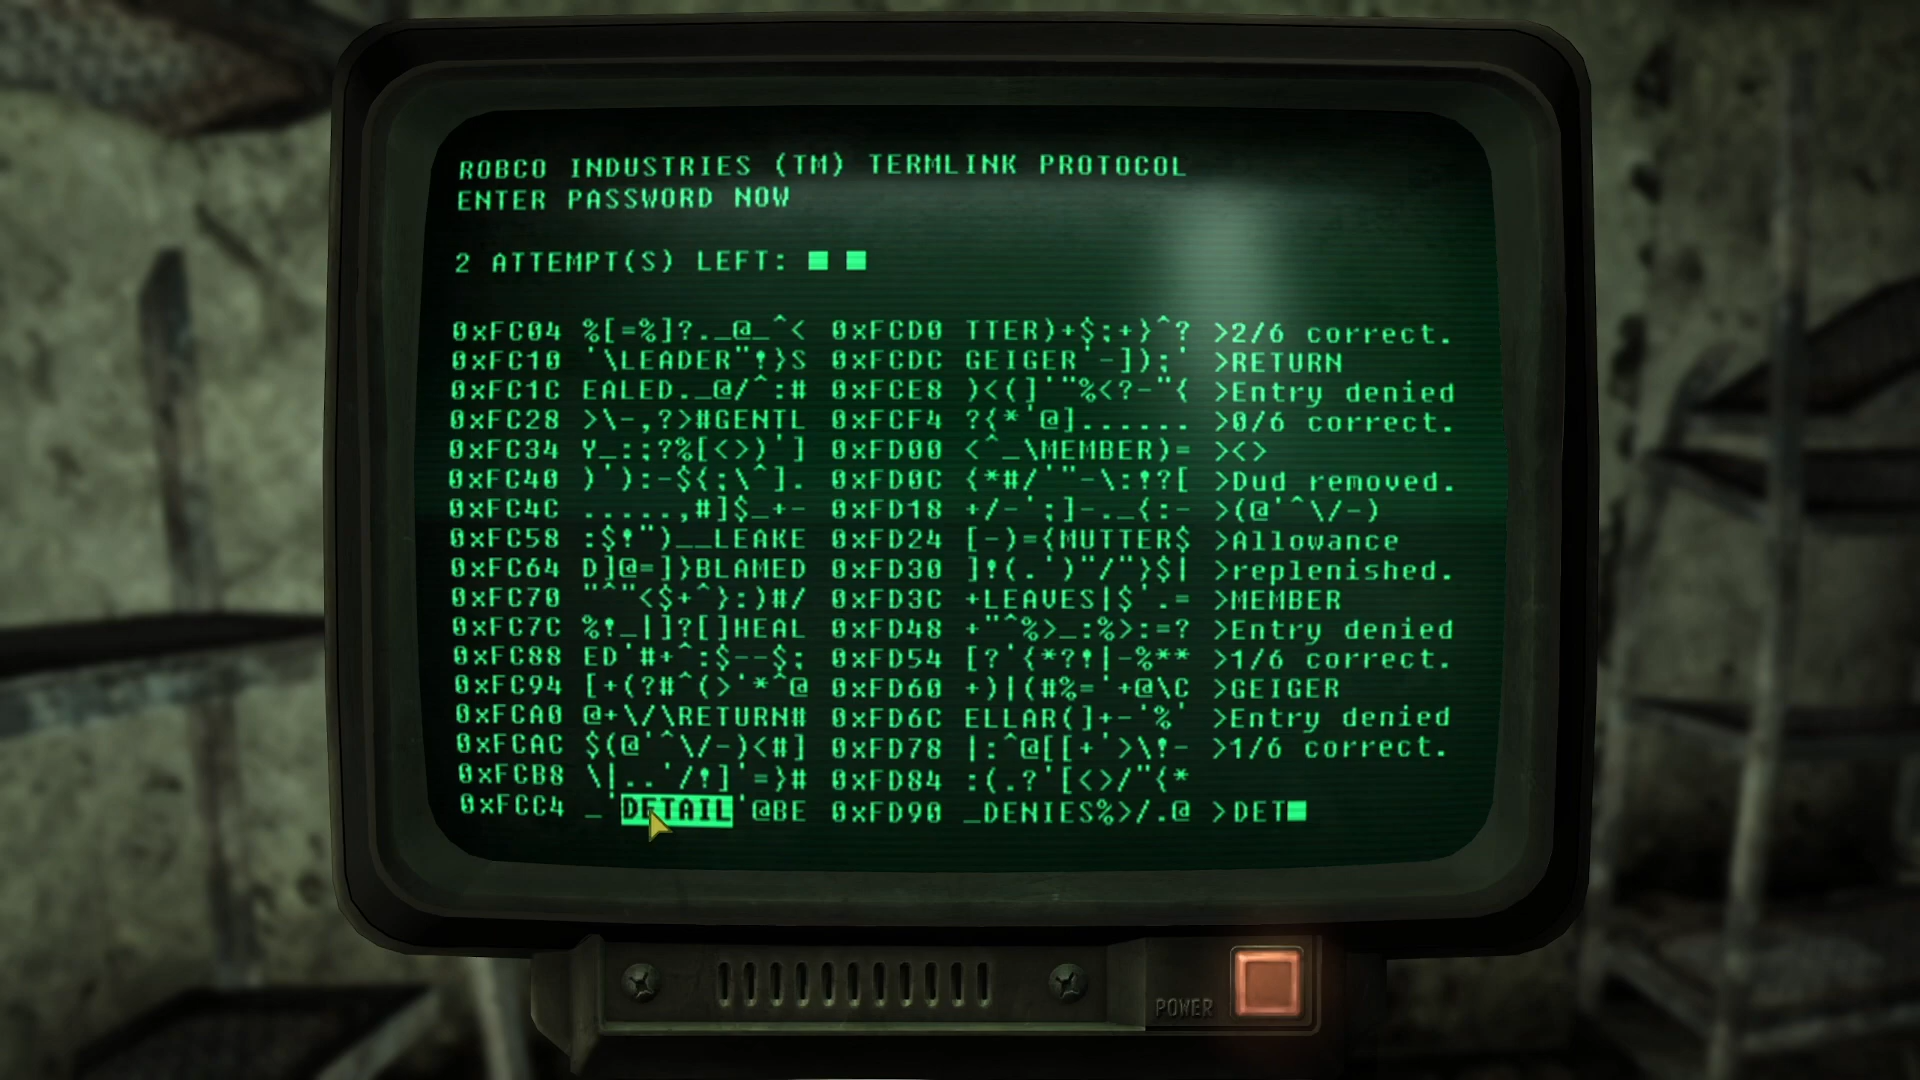 ROBCO INDUSTRIES (TM) TERMLINK PROTOCOL
ENTER PASSWORD NOW
2 ATTEMPT(S) LEFT: ■ ■
0xFC04 %[=%]?._@_^< 0xFCD0 TTER)+$;+}^? >2/6 correct.
0xFC10 '\LEADER"!}S 0xFCDC GEIGER'-]);' >RETURN
0xFC1C EALED._@/^:# 0xFCE8 )<(]'"%<?-"{ >Entry denied
0xFC28 >\-,?>#GENTL 0xFCF4 ?{*'@]...... >0/6 correct.
0xFC34 Y_:;?%[<>)'] 0xFD00 <^_\MEMBER)= ><>
0xFC40 )'):-${;\^]. 0xFD0C {*#/'"-\:!?[ >Dud removed.
0xFC4C .....,#]$_+- 0xFD18 +/-';]-._{:- >(@'^\/-)
0xFC58 :$!")__LEAKE 0xFD24 [-)={MUTTER$ >Allowance
0xFC64 D]@=]}BLAMED 0xFD30 ]!(.')"/"}$| >replenished.
0xFC70 "^"<$+^}:)#/ 0xFD3C +LEAVES|$'.= >MEMBER
0xFC7C %!_|]?[]HEAL 0xFD48 +"^%>_:%>:=? >Entry denied
0xFC88 ED'#+^:$--$; 0xFD54 [?'{*?!|-%** >1/6 correct.
0xFC94 [+(?#^(>'*^@ 0xFD60 +)|(#%='+@\C >GEIGER
0xFCA0 @+\/\RETURN# 0xFD6C ELLAR(]+-'%' >Entry denied
0xFCAC $(@'^\/-)<#] 0xFD78 |:^@[[+'>\!- >1/6 correct.
0xFCB8 \|..'/!]'=}# 0xFD84 :(.?'[<>/"{*
0xFCC4 _'DETAIL'@BE 0xFD90 _DENIES%>/.@ >DET■
POWER